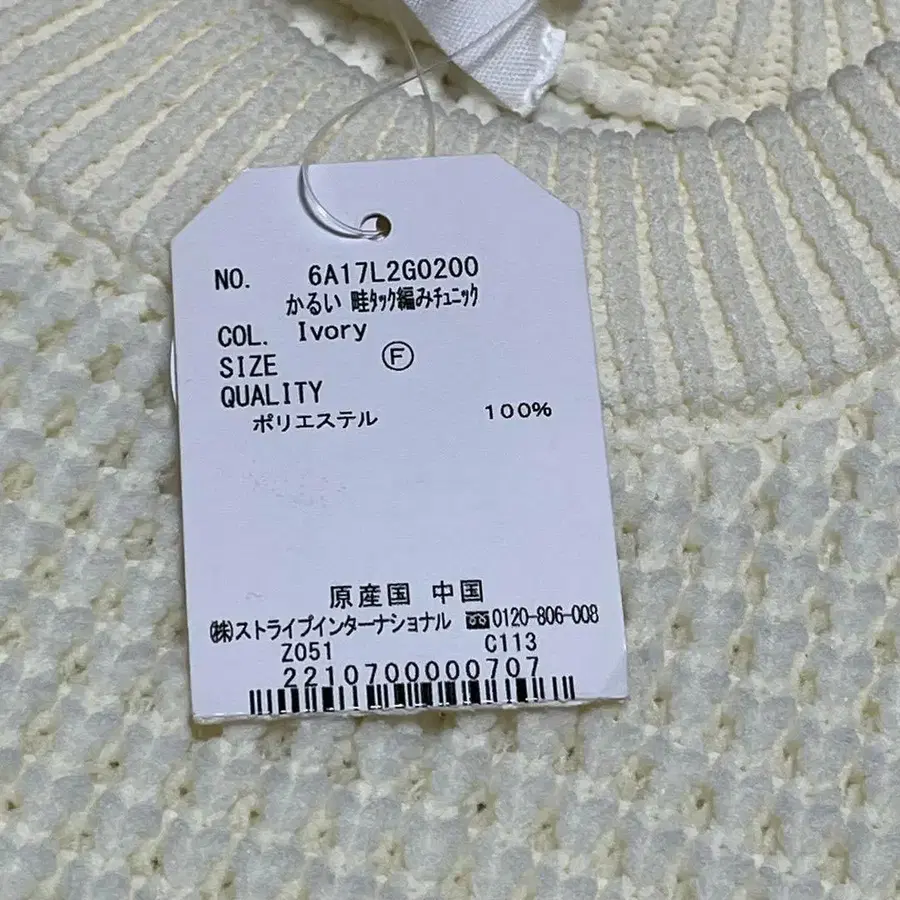 NO. 6A17L2G0200
かるい 畦タック編みチュニック
COL. Ivory
SIZE Ⓕ
QUALITY
ポリエステル 100%
原産国 中国
㈱ストライプインターナショナル 0120-806-008
Z051 C113
2210700000707